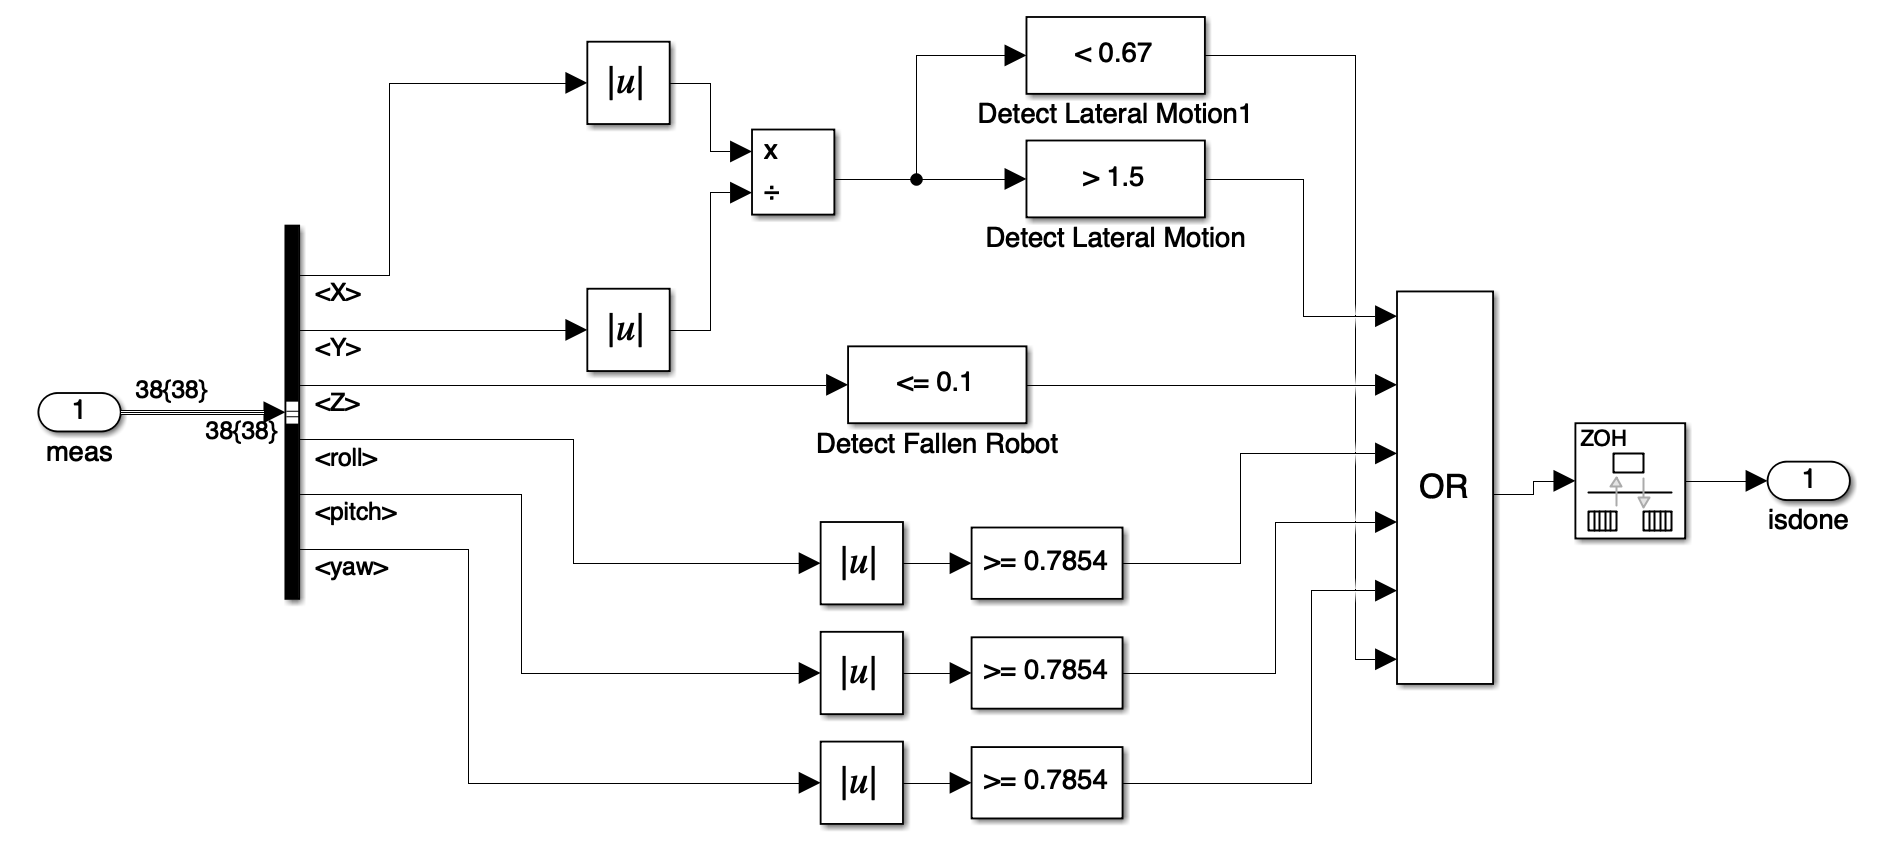 |u|
< 0.67
Detect Lateral Motion1
x
÷
> 1.5
Detect Lateral Motion
<X>
|u|
<Y>
<= 0.1
Detect Fallen Robot
<Z>
1
meas
38{38}
38{38}
<roll>
<pitch>
<yaw>
|u|
>= 0.7854
|u|
>= 0.7854
|u|
>= 0.7854
OR
ZOH
1
isdone